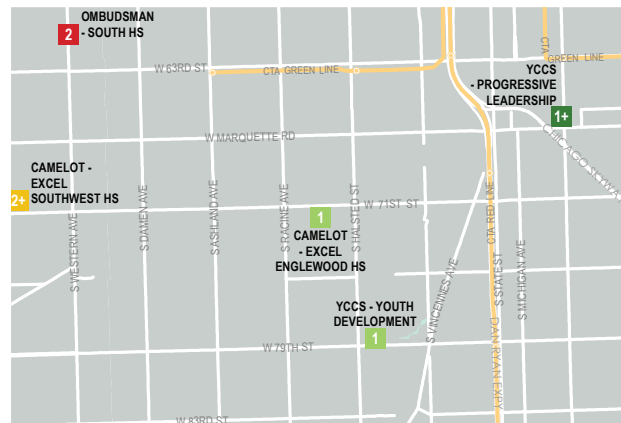 2
OMBUDSMAN
- SOUTH HS
W 63RD ST
CTA GREEN LINE
CTA
GREEN LINE
YCCS
- PROGRESSIVE
LEADERSHIP
1+
W MARQUETTE RD
CHICAGO SKYWA
CAMELOT -
EXCEL
SOUTHWEST HS
2+
S WESTERN AVE
S DAMEN AVE
S ASHLAND AVE
S RACINE AVE
S HALSTED ST
W 71ST ST
1
CAMELOT
- EXCEL
ENGLEWOOD HS
CTA RED LINE
S STATE ST
S MICHIGAN AVE
S VINCENNES AVE
YCCS - YOUTH
DEVELOPMENT
1
W 79TH ST
DAN RYAN EXPY
W 83RD ST